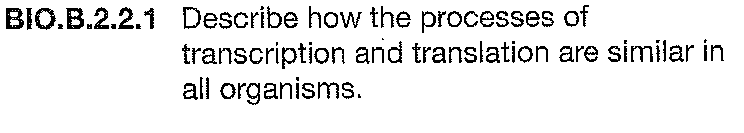 BIO.B.2.2.1 Describe how the processes of
transcription and translation are similar in
all organisms.